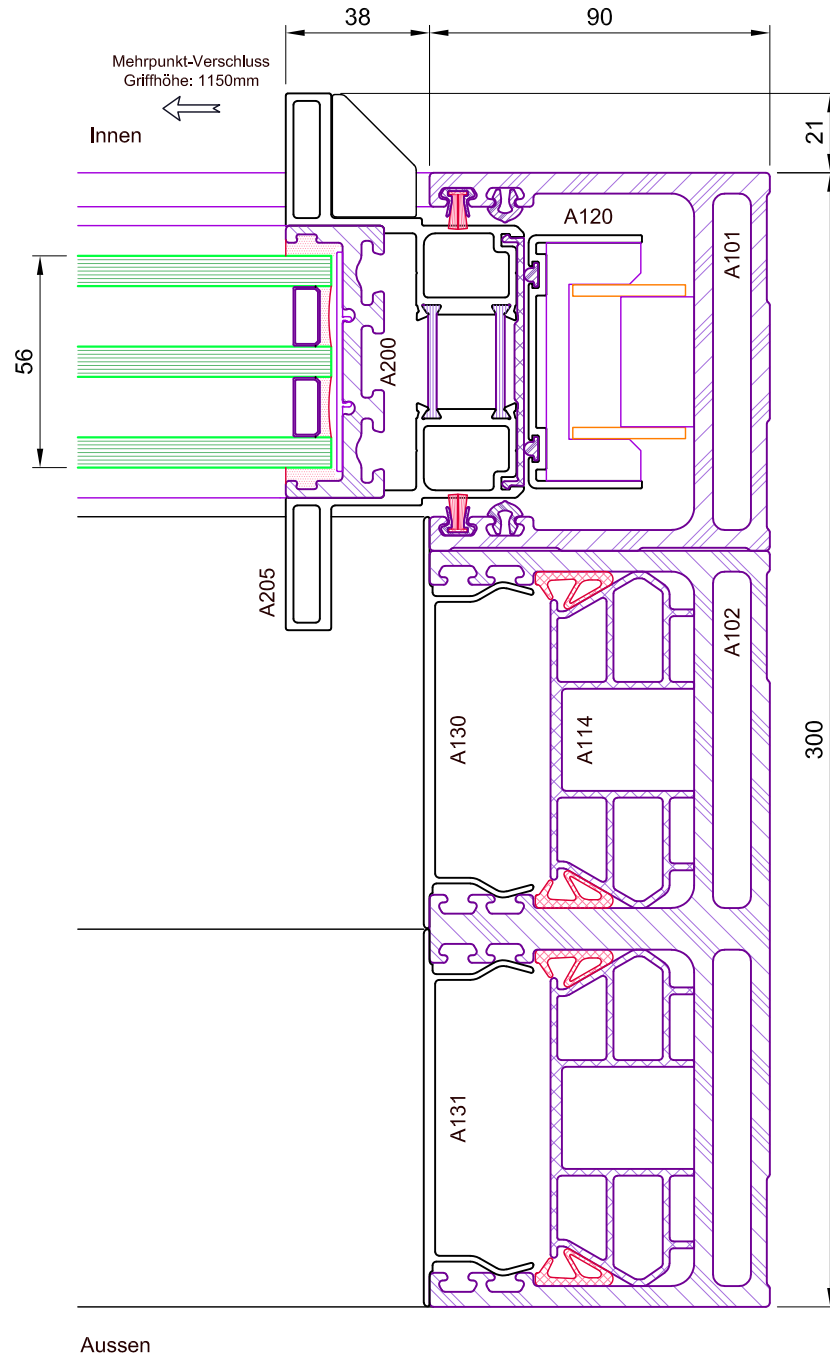 38
90
Mehrpunkt-Verschluss
Griffhöhe: 1150mm
Innen
21
A120
A101
56
A200
A205
A102
A130
A114
300
A131
Aussen